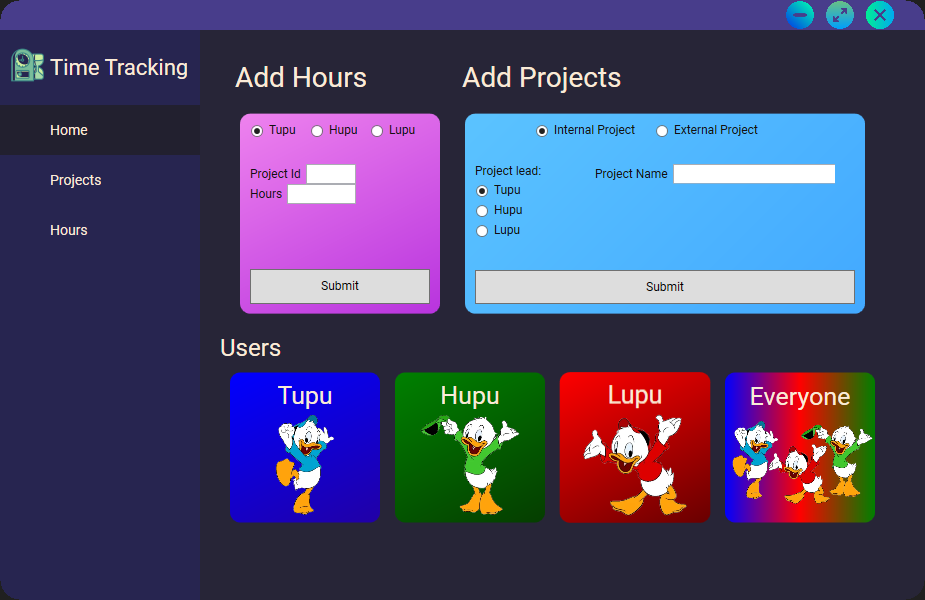 Time Tracking
Home
Projects
Hours
Add Hours
Tupu Hupu Lupu
Project Id
Hours
Submit
Add Projects
Internal Project External Project
Project lead:
Tupu
Hupu
Lupu
Project Name
Submit
Users
Tupu
Hupu
Lupu
Everyone